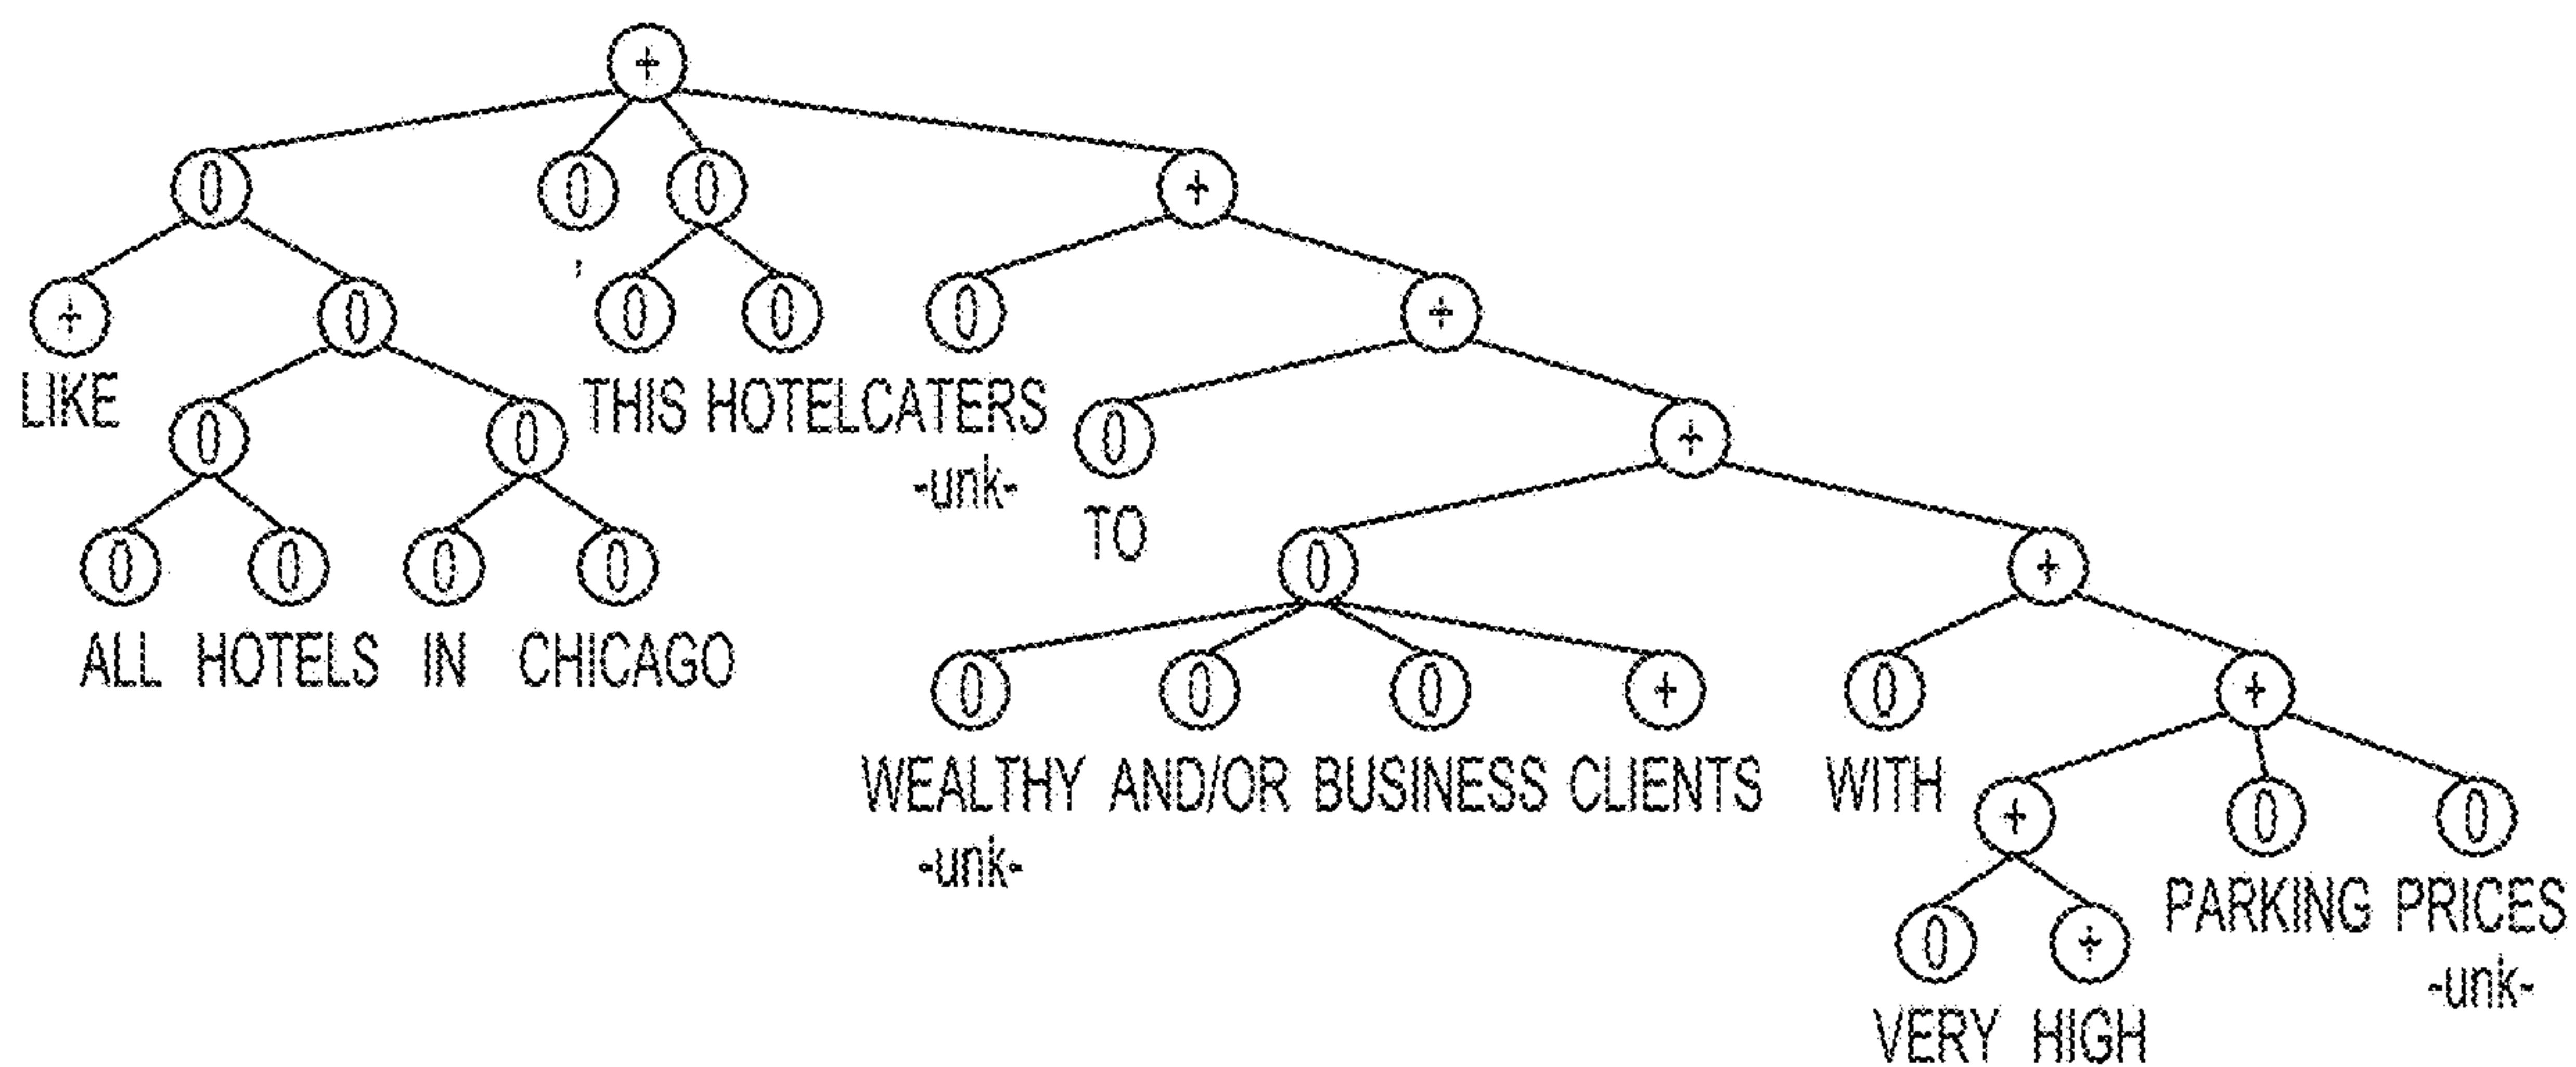 +
0 0 0 +
,
+ 0 0 0 0 +
LIKE THIS HOTELCATERS
-unk-
0 0 0 +
TO
0 0 0 0 0 +
ALL HOTELS IN CHICAGO
0 0 0 + 0 +
WEALTHY AND/OR BUSINESS CLIENTS WITH
-unk-
+ 0 0
PARKING PRICES
-unk-
0 +
VERY HIGH